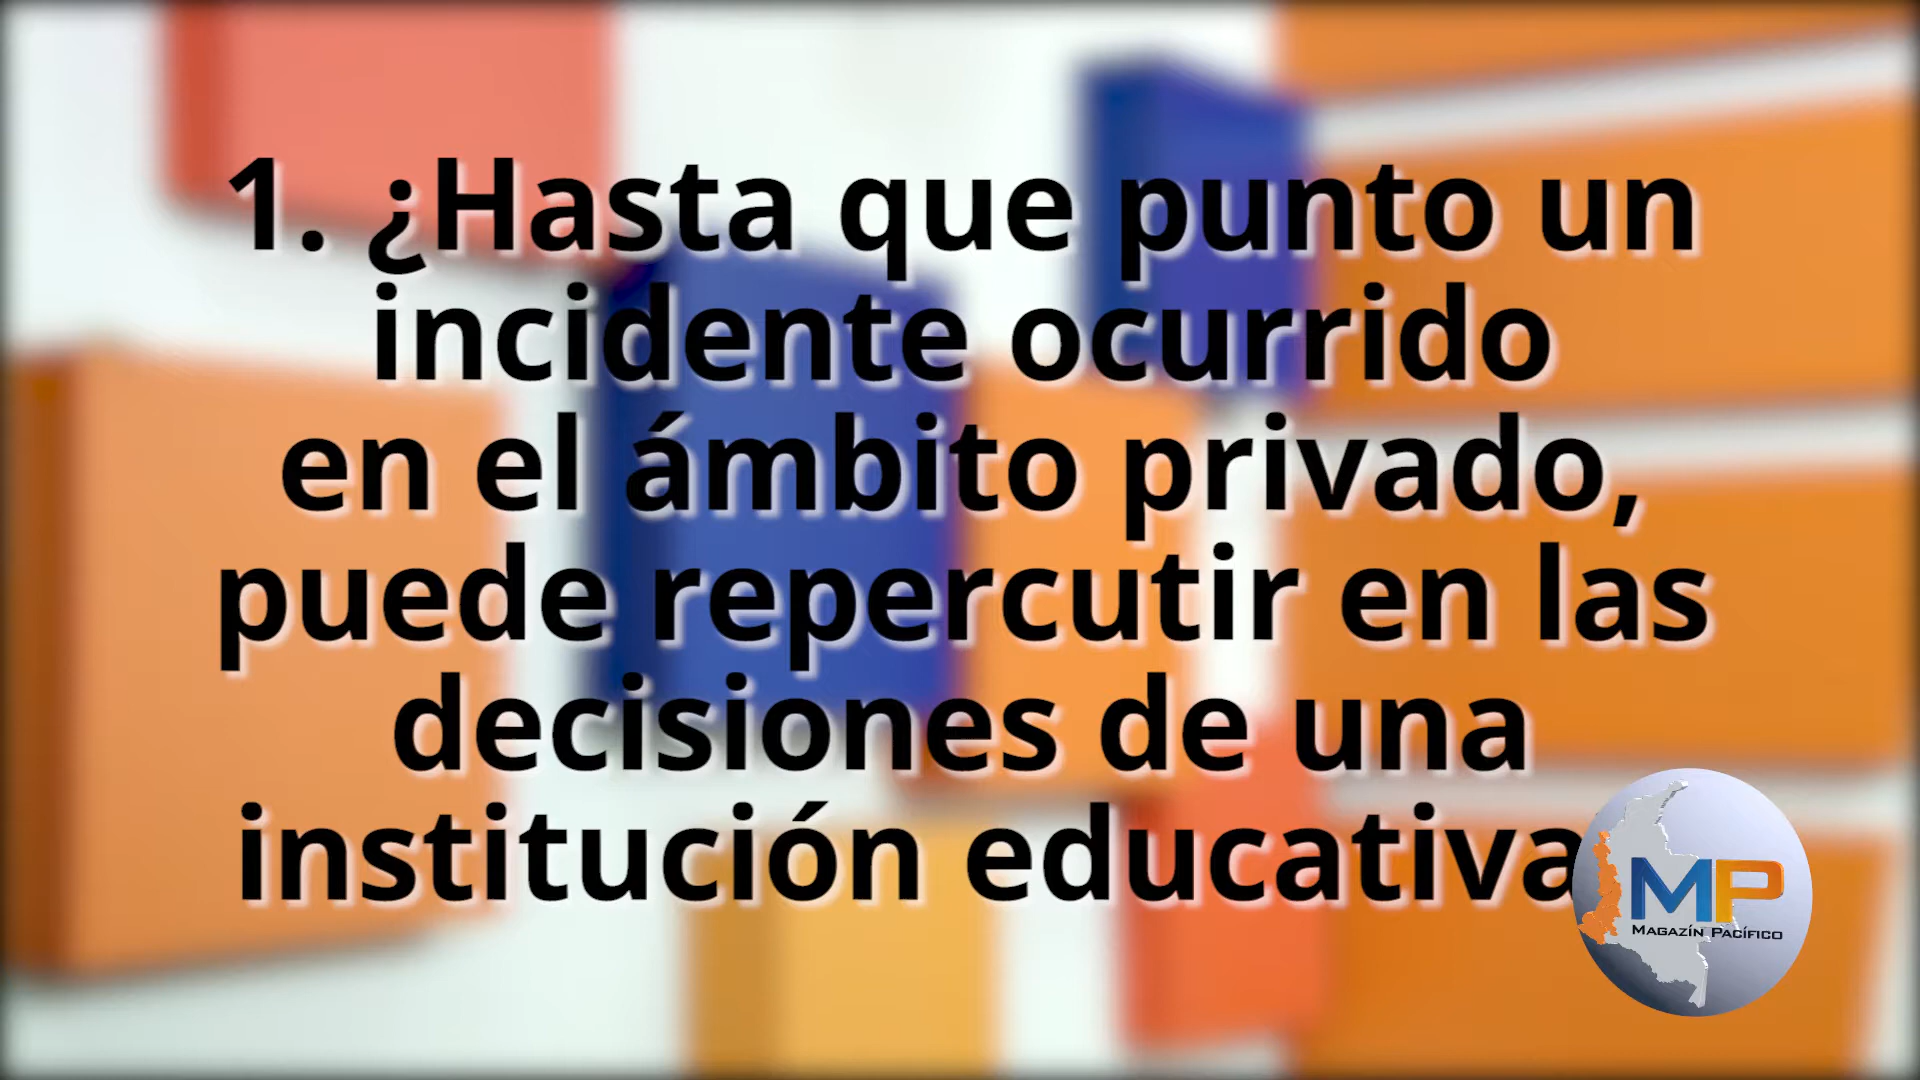 1. ¿Hasta que punto un
incidente ocurrido
en el ámbito privado,
puede repercutir en las
decisiones de una
institución educativa
MP
MAGAZÍN PACÍFICO